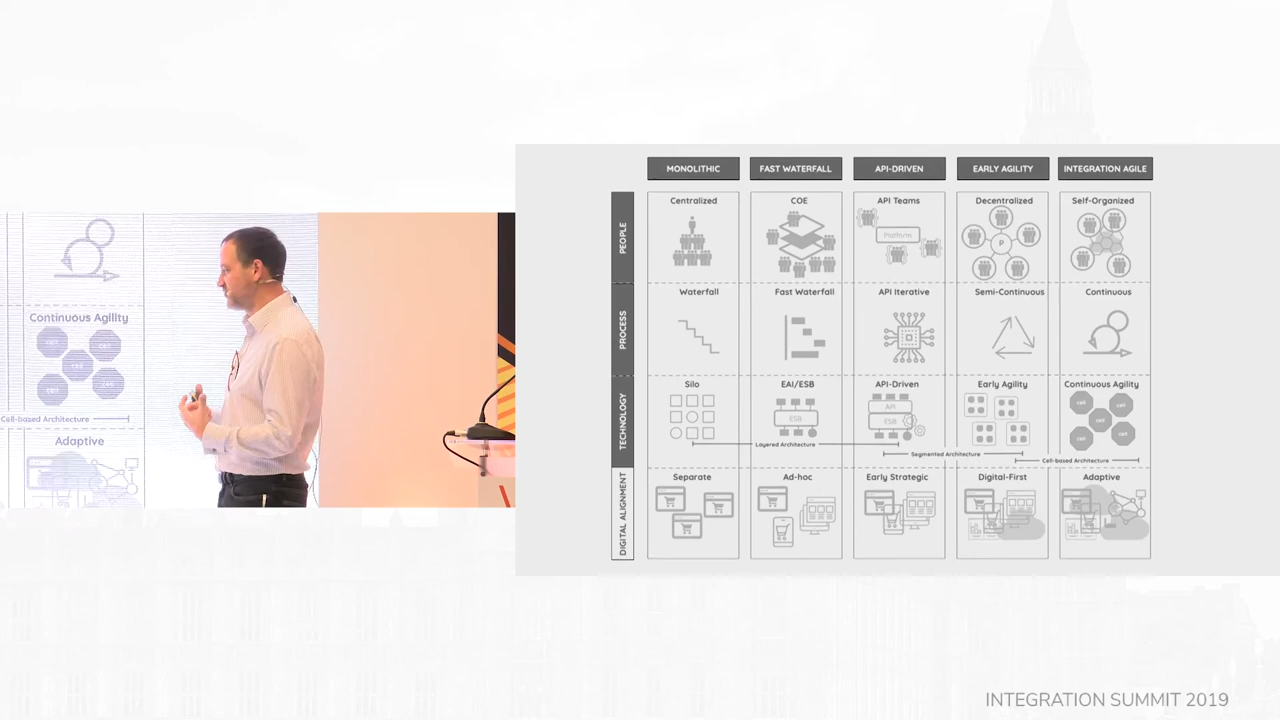 Continuous Agility
Cell-based Architecture
Adaptive
MONOLITHIC
FAST WATERFALL
API-DRIVEN
EARLY AGILITY
INTEGRATION AGILE
PEOPLE
Centralized
COE
API Teams
Decentralized
Self-Organized
Platform
P
PROCESS
Waterfall
Fast Waterfall
API Iterative
Semi-Continuous
Continuous
TECHNOLOGY
Silo
EAI/ESB
API-Driven
Early Agility
Continuous Agility
ESB
API
ESB
cell
cell
cell
cell
cell
Layered Architecture
Segmented Architecture
Cell-based Architecture
DIGITAL ALIGNMENT
Separate
Ad-hoc
Early Strategic
Digital-First
Adaptive
INTEGRATION SUMMIT 2019